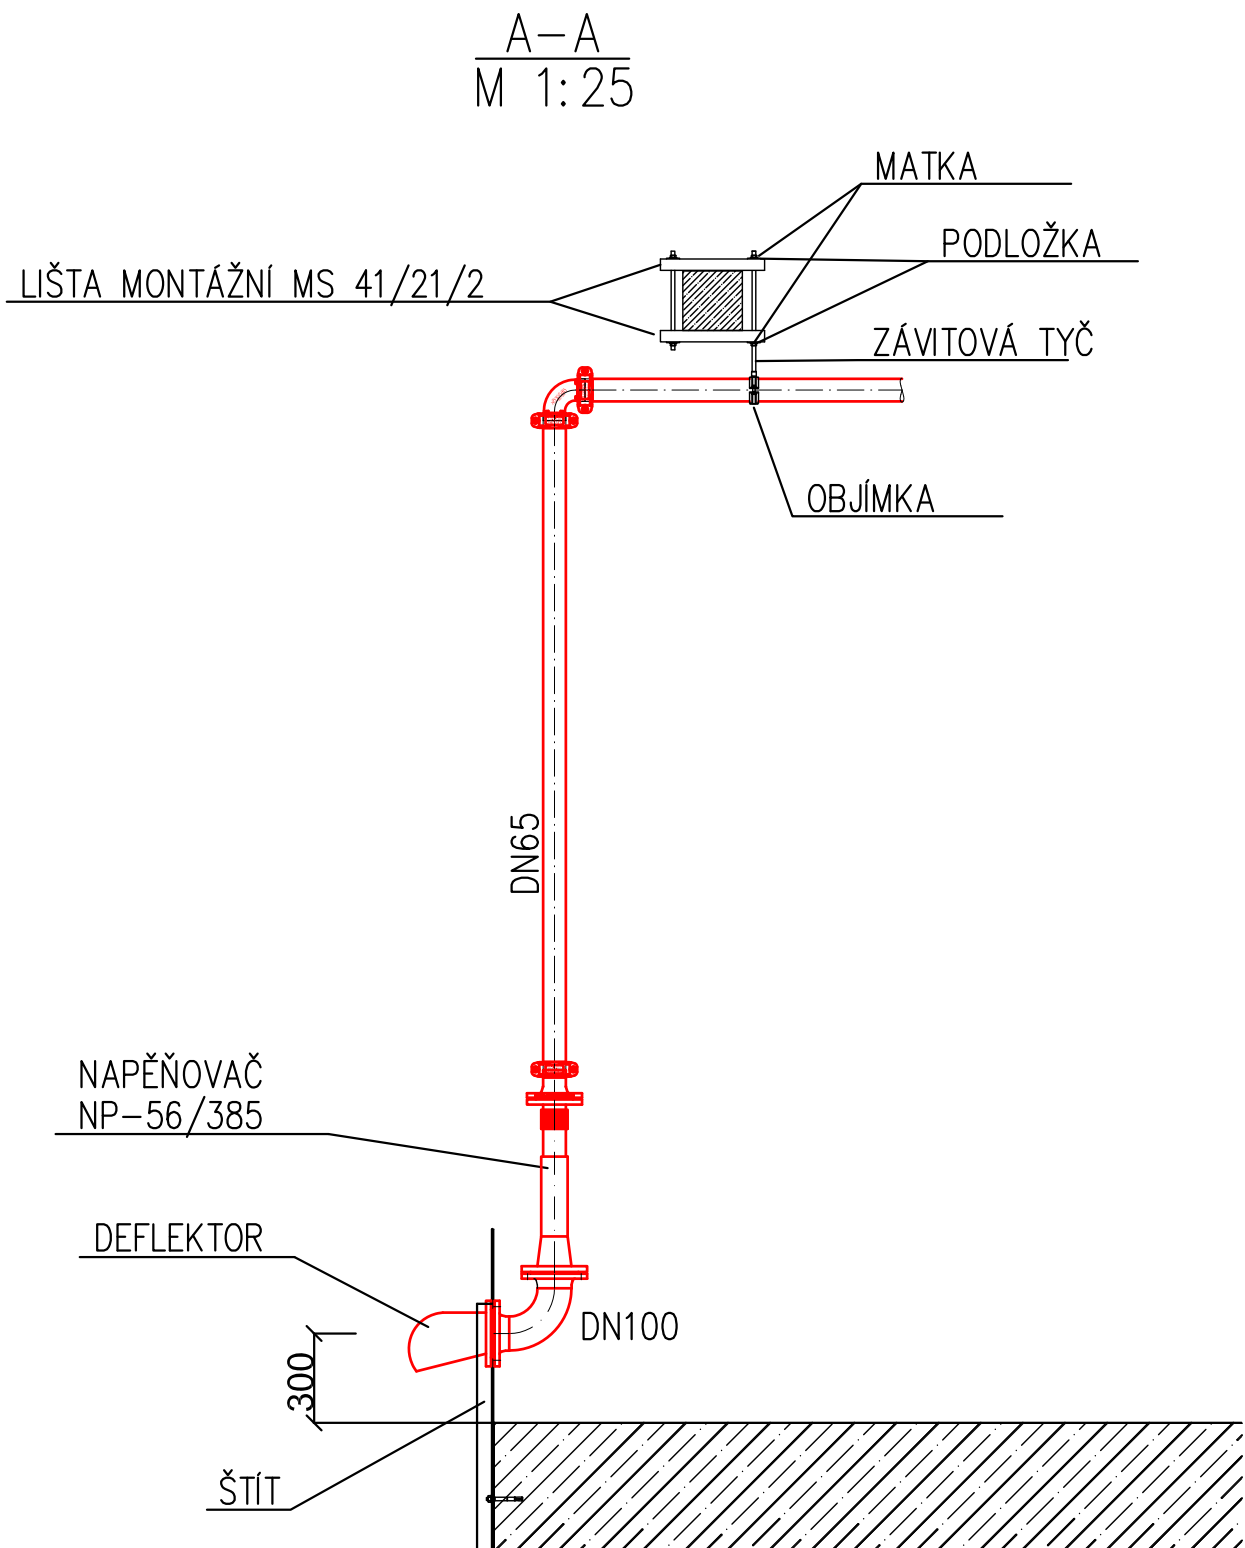 A-A
M 1:25
MATKA
PODLOŽKA
LIŠTA MONTÁŽNÍ MS 41/21/2
ZÁVITOVÁ TYČ
OBJÍMKA
DN65
NAPĚŇOVAČ
NP-56/385
DEFLEKTOR
DN100
300
ŠTÍT